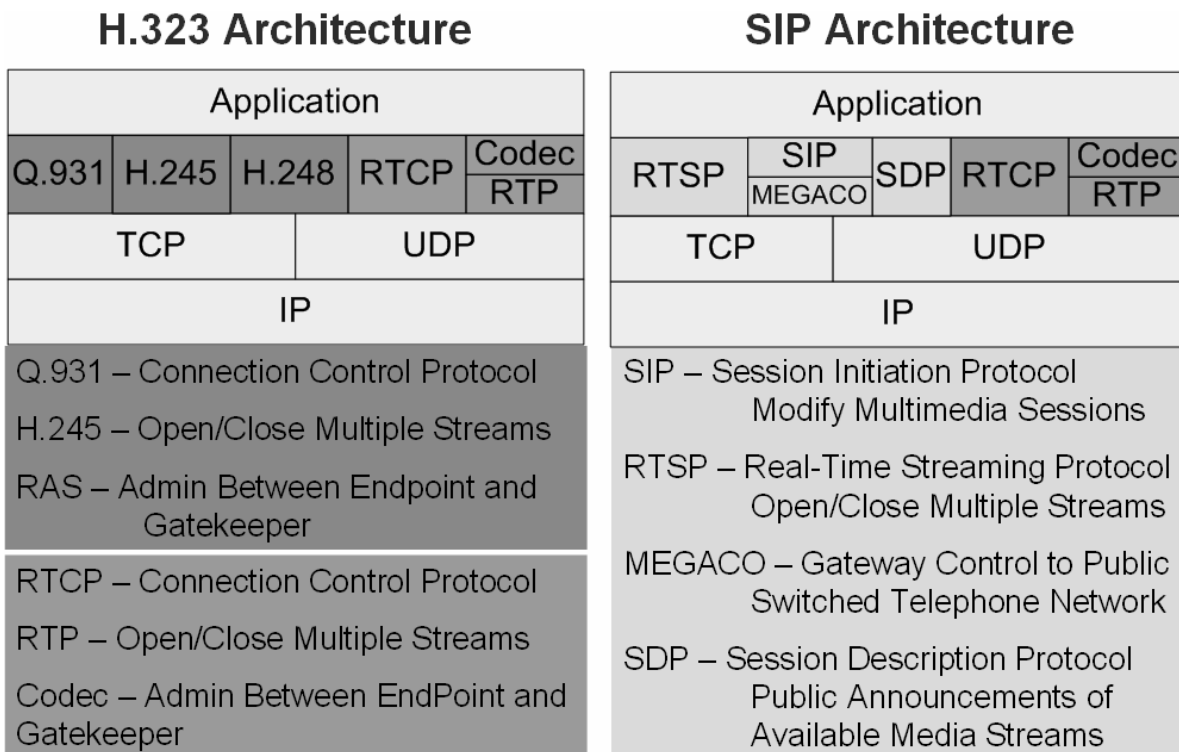 H.323 Architecture
Application
Q.931 H.245 H.248 RTCP Codec
RTP
TCP UDP
IP
Q.931 – Connection Control Protocol
H.245 – Open/Close Multiple Streams
RAS – Admin Between Endpoint and
Gatekeeper
RTCP – Connection Control Protocol
RTP – Open/Close Multiple Streams
Codec – Admin Between EndPoint and
Gatekeeper
SIP Architecture
Application
RTSP SIP SDP RTCP Codec
MEGACO RTP
TCP UDP
IP
SIP – Session Initiation Protocol
Modify Multimedia Sessions
RTSP – Real-Time Streaming Protocol
Open/Close Multiple Streams
MEGACO – Gateway Control to Public
Switched Telephone Network
SDP – Session Description Protocol
Public Announcements of
Available Media Streams